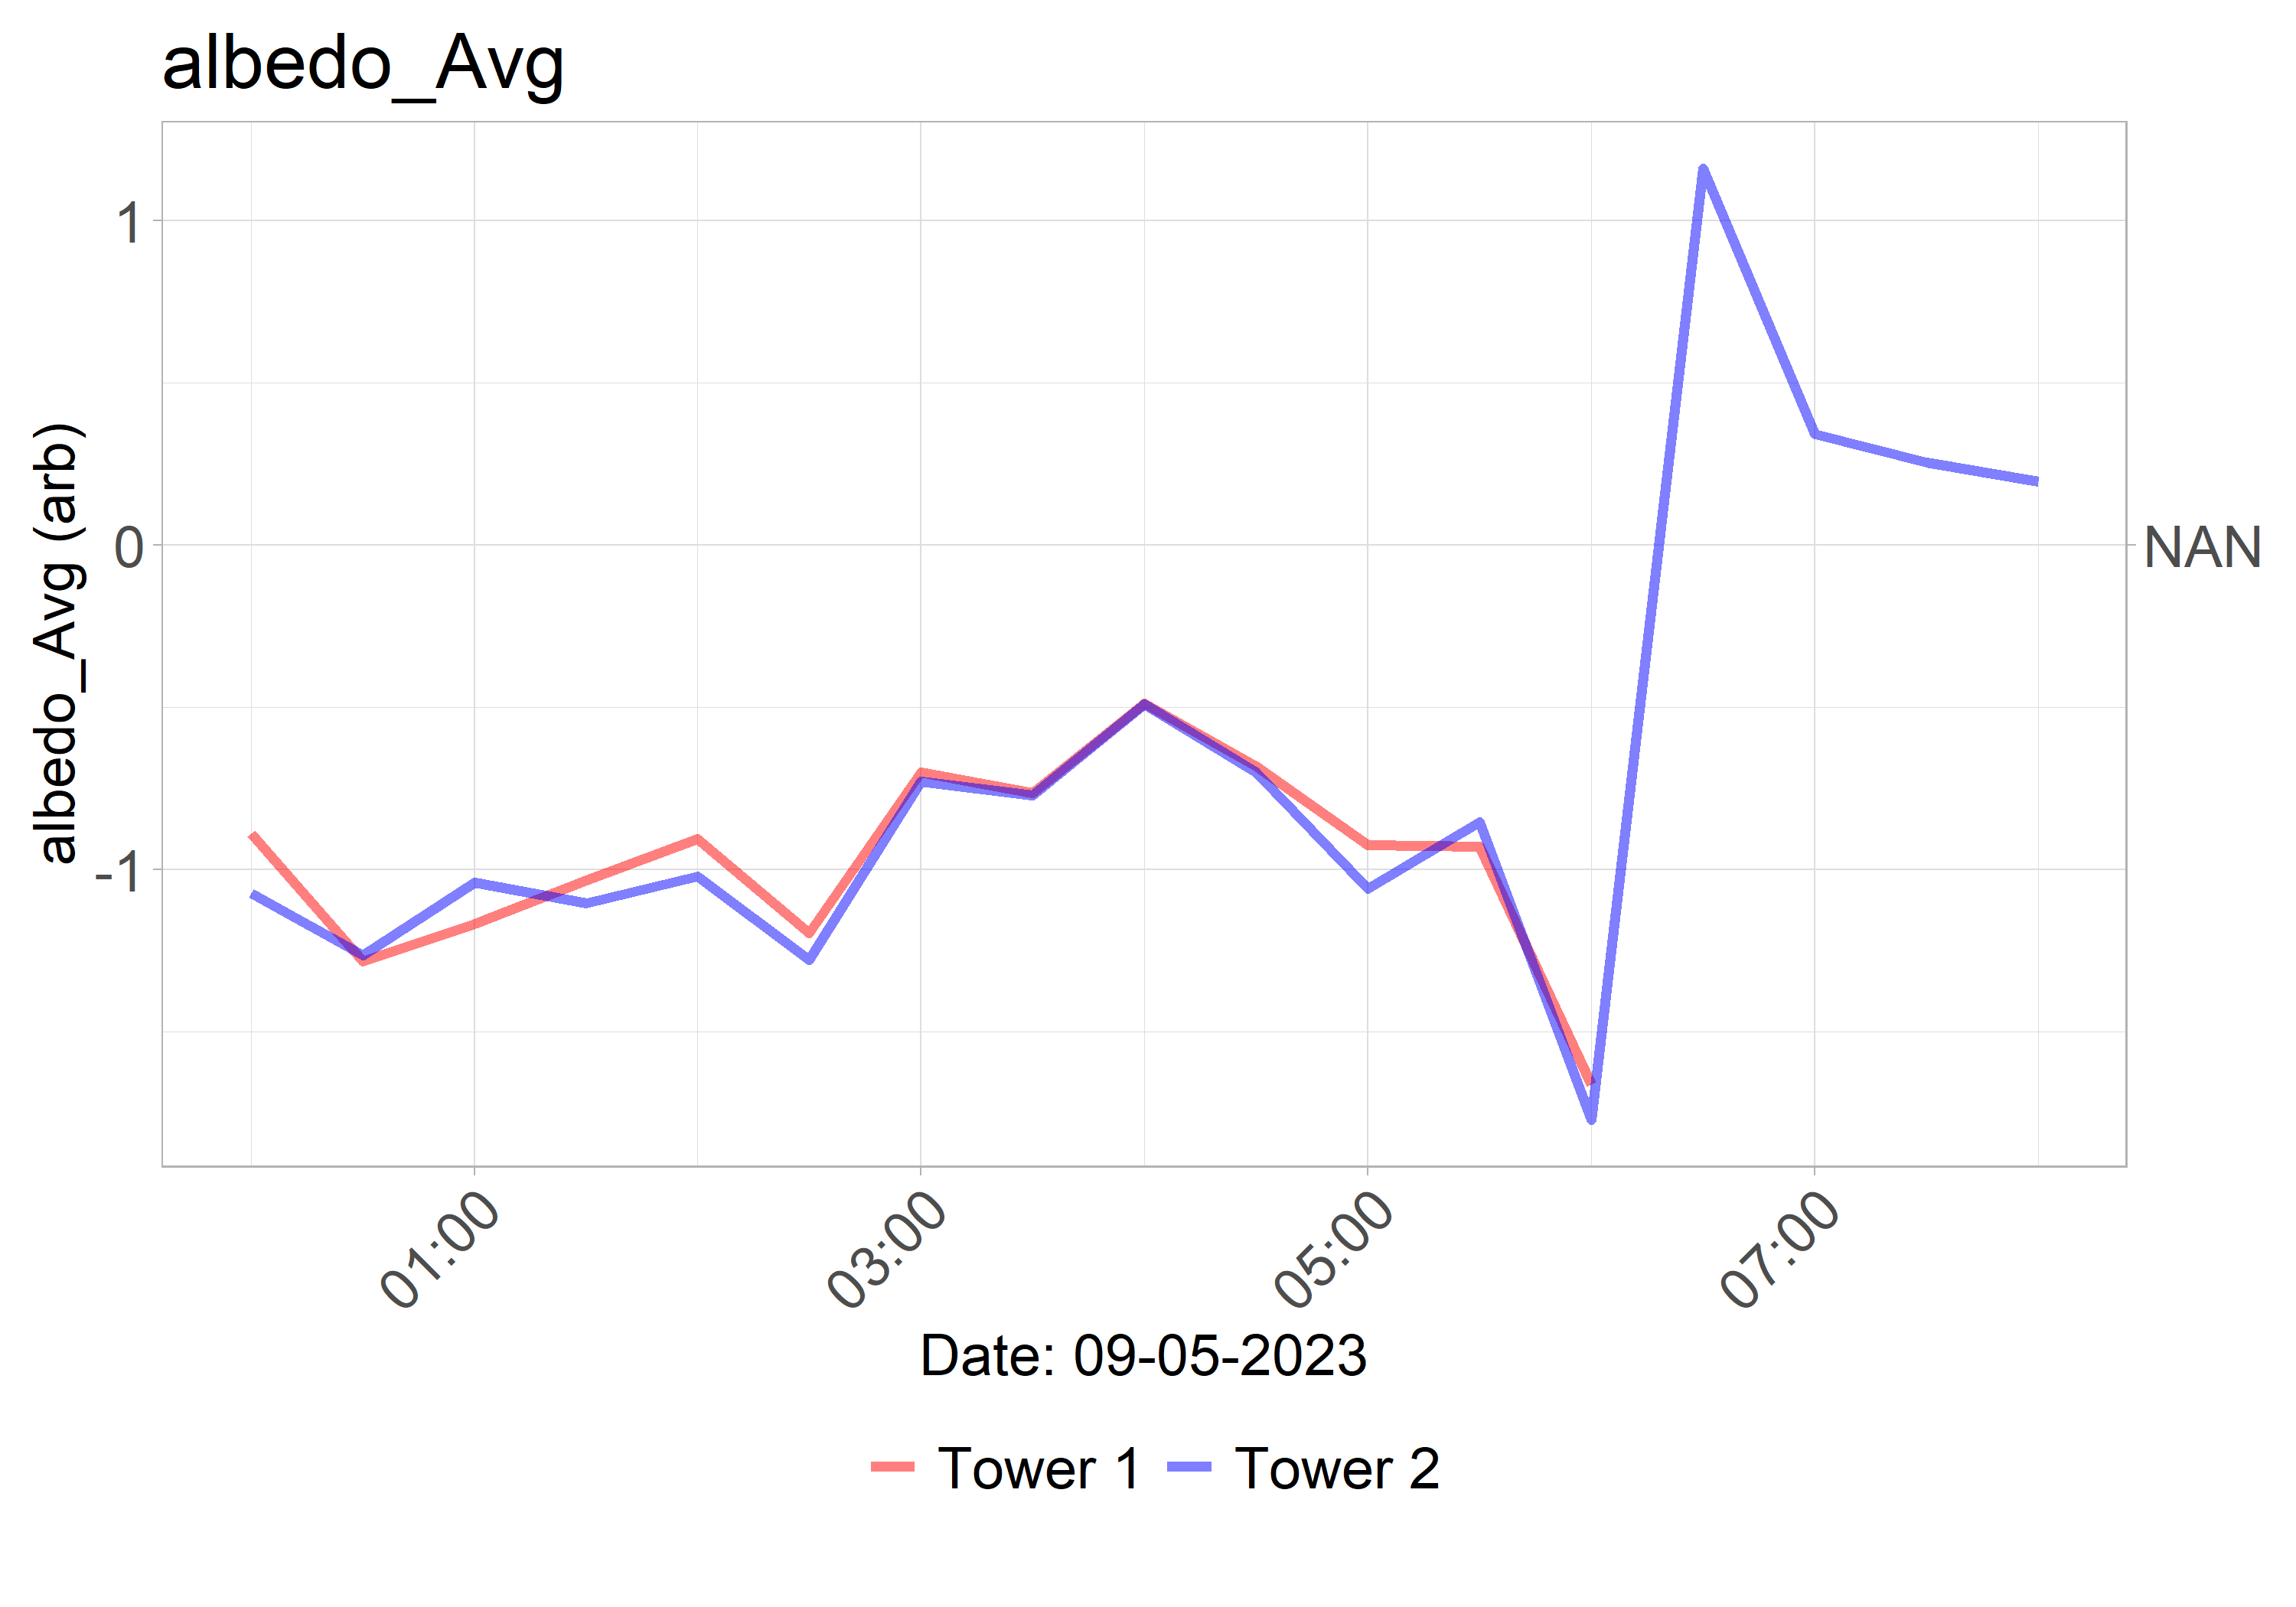 albedo_Avg
albedo_Avg (arb)
1
0
-1
NAN
01:00
03:00
05:00
07:00
Date: 09-05-2023
Tower 1
Tower 2